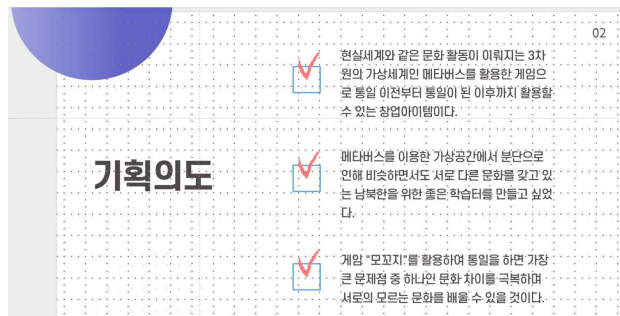 02
현실세계와 같은 문화 활동이 이뤄지는 3차
원의 가상세계인 메타버스를 활용한 게임으
로 통일 이전부터 통일이 된 이후까지 활용할
수 있는 창업아이템이다.
기획의도
메타버스를 이용한 가상공간에서 분단으로
인해 비슷하면서도 서로 다른 문화를 갖고 있
는 남북한을 위한 좋은 학습터를 만들고 싶었
다.
게임 "모꼬지"를 활용하여 통일을 하면 가장
큰 문제점 중 하나인 문화 차이를 극복하며
서로의 모르는 문화를 배울 수 있을 것이다.